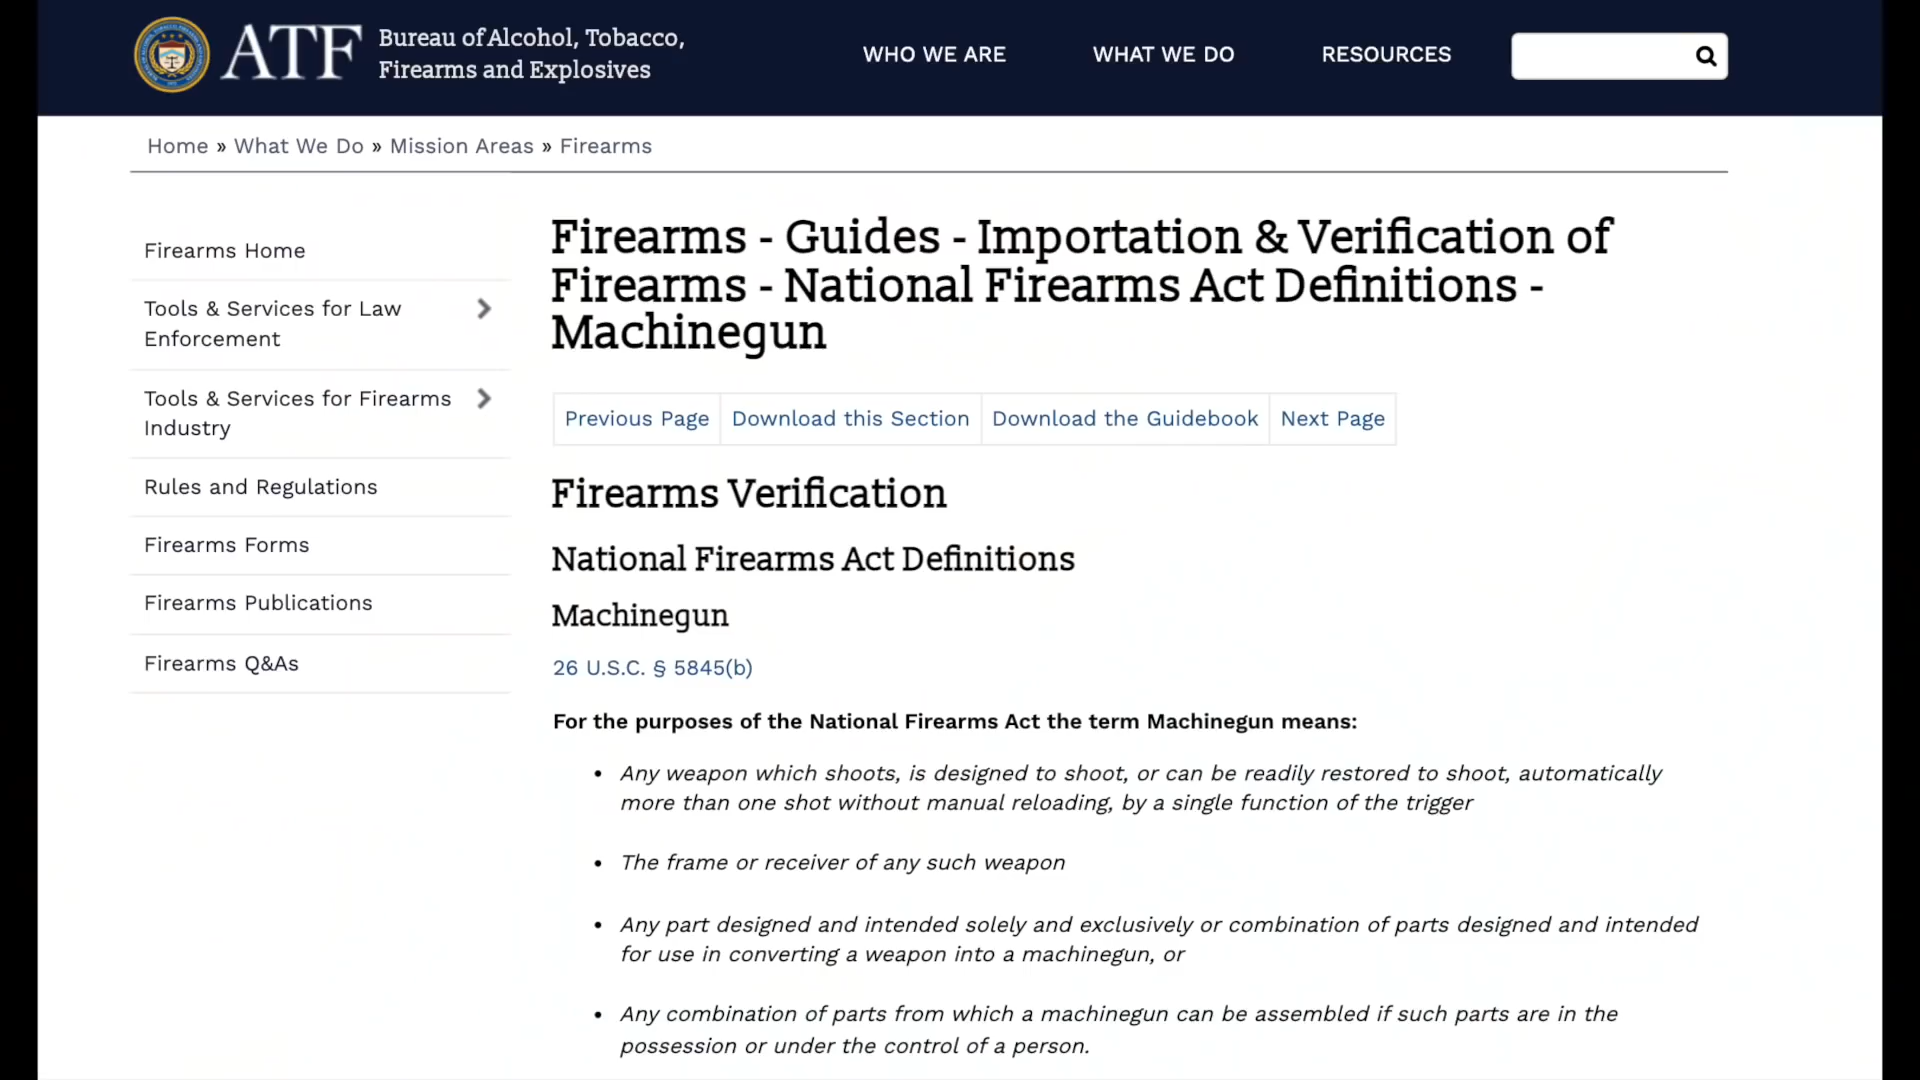 ATF
Bureau of Alcohol, Tobacco,
Firearms and Explosives
WHO WE ARE
WHAT WE DO
RESOURCES
Home » What We Do » Mission Areas » Firearms
Firearms Home
Tools & Services for Law
Enforcement
Tools & Services for Firearms
Industry
Rules and Regulations
Firearms Forms
Firearms Publications
Firearms Q&As
Firearms - Guides - Importation & Verification of
Firearms - National Firearms Act Definitions -
Machinegun
Previous Page
Download this Section
Download the Guidebook
Next Page
Firearms Verification
National Firearms Act Definitions
Machinegun
26 U.S.C. § 5845(b)
For the purposes of the National Firearms Act the term Machinegun means:
• Any weapon which shoots, is designed to shoot, or can be readily restored to shoot, automatically
more than one shot without manual reloading, by a single function of the trigger
• The frame or receiver of any such weapon
• Any part designed and intended solely and exclusively or combination of parts designed and intended
for use in converting a weapon into a machinegun, or
• Any combination of parts from which a machinegun can be assembled if such parts are in the
possession or under the control of a person.